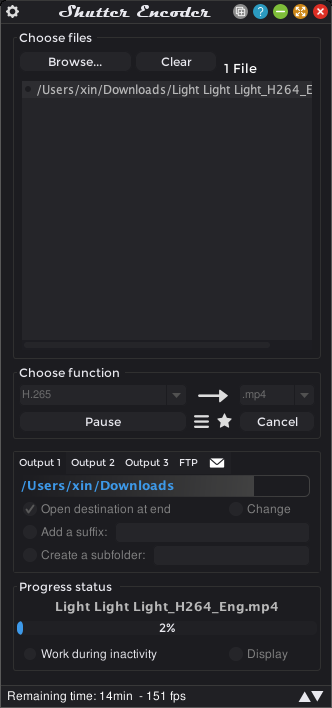 Shutter Encoder
Choose files
Browse...
Clear
1 File
/Users/xin/Downloads/Light Light Light_H264_E
Choose function
H.265
.mp4
Pause
Cancel
Output 1
Output 2
Output 3
FTP
/Users/xin/Downloads
Open destination at end
Change
Add a suffix:
Create a subfolder:
Progress status
Light Light Light_H264_Eng.mp4
2%
Work during inactivity
Display
Remaining time: 14min - 151 fps